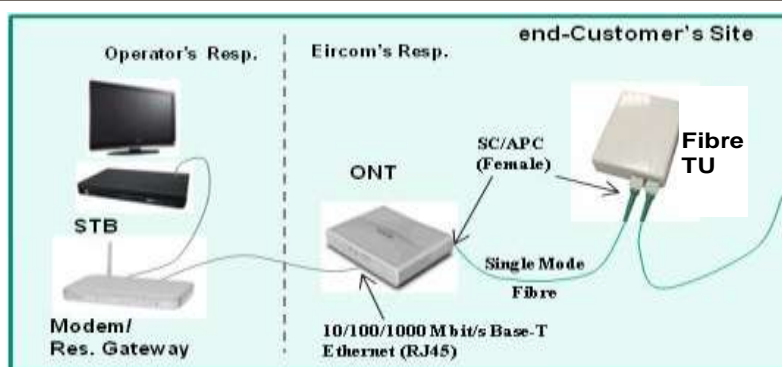 end-Customer's Site
Operator's Resp.
Eircom's Resp.
SC/APC
(Female)
Fibre
TU
ONT
STB
Single Mode
Fibre
Modem/
Res. Gateway
10/100/1000 Mbit/s Base-T
Ethernet (RJ45)